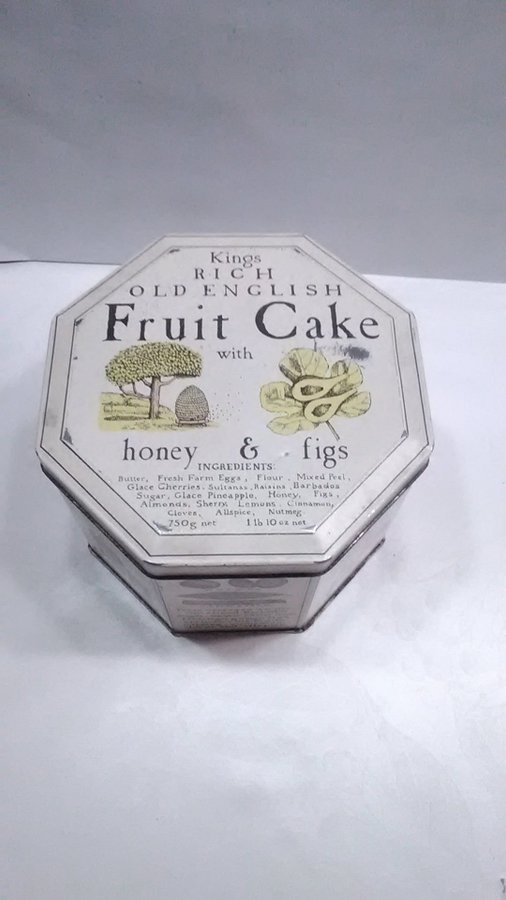 Kings
RICH
OLD ENGLISH
Fruit Cake
with
honey & figs
INGREDIENTS:
Butter, Fresh Farm Eggs, Flour, Mixed Peel,
Glace Cherries, Sultanas, Raisins, Barbados
Sugar, Glace Pineapple, Honey, Figs,
Almonds, Sherry, Lemons, Cinnamon,
Cloves, Allspice, Nutmeg.
750g net 1 lb 10 oz net